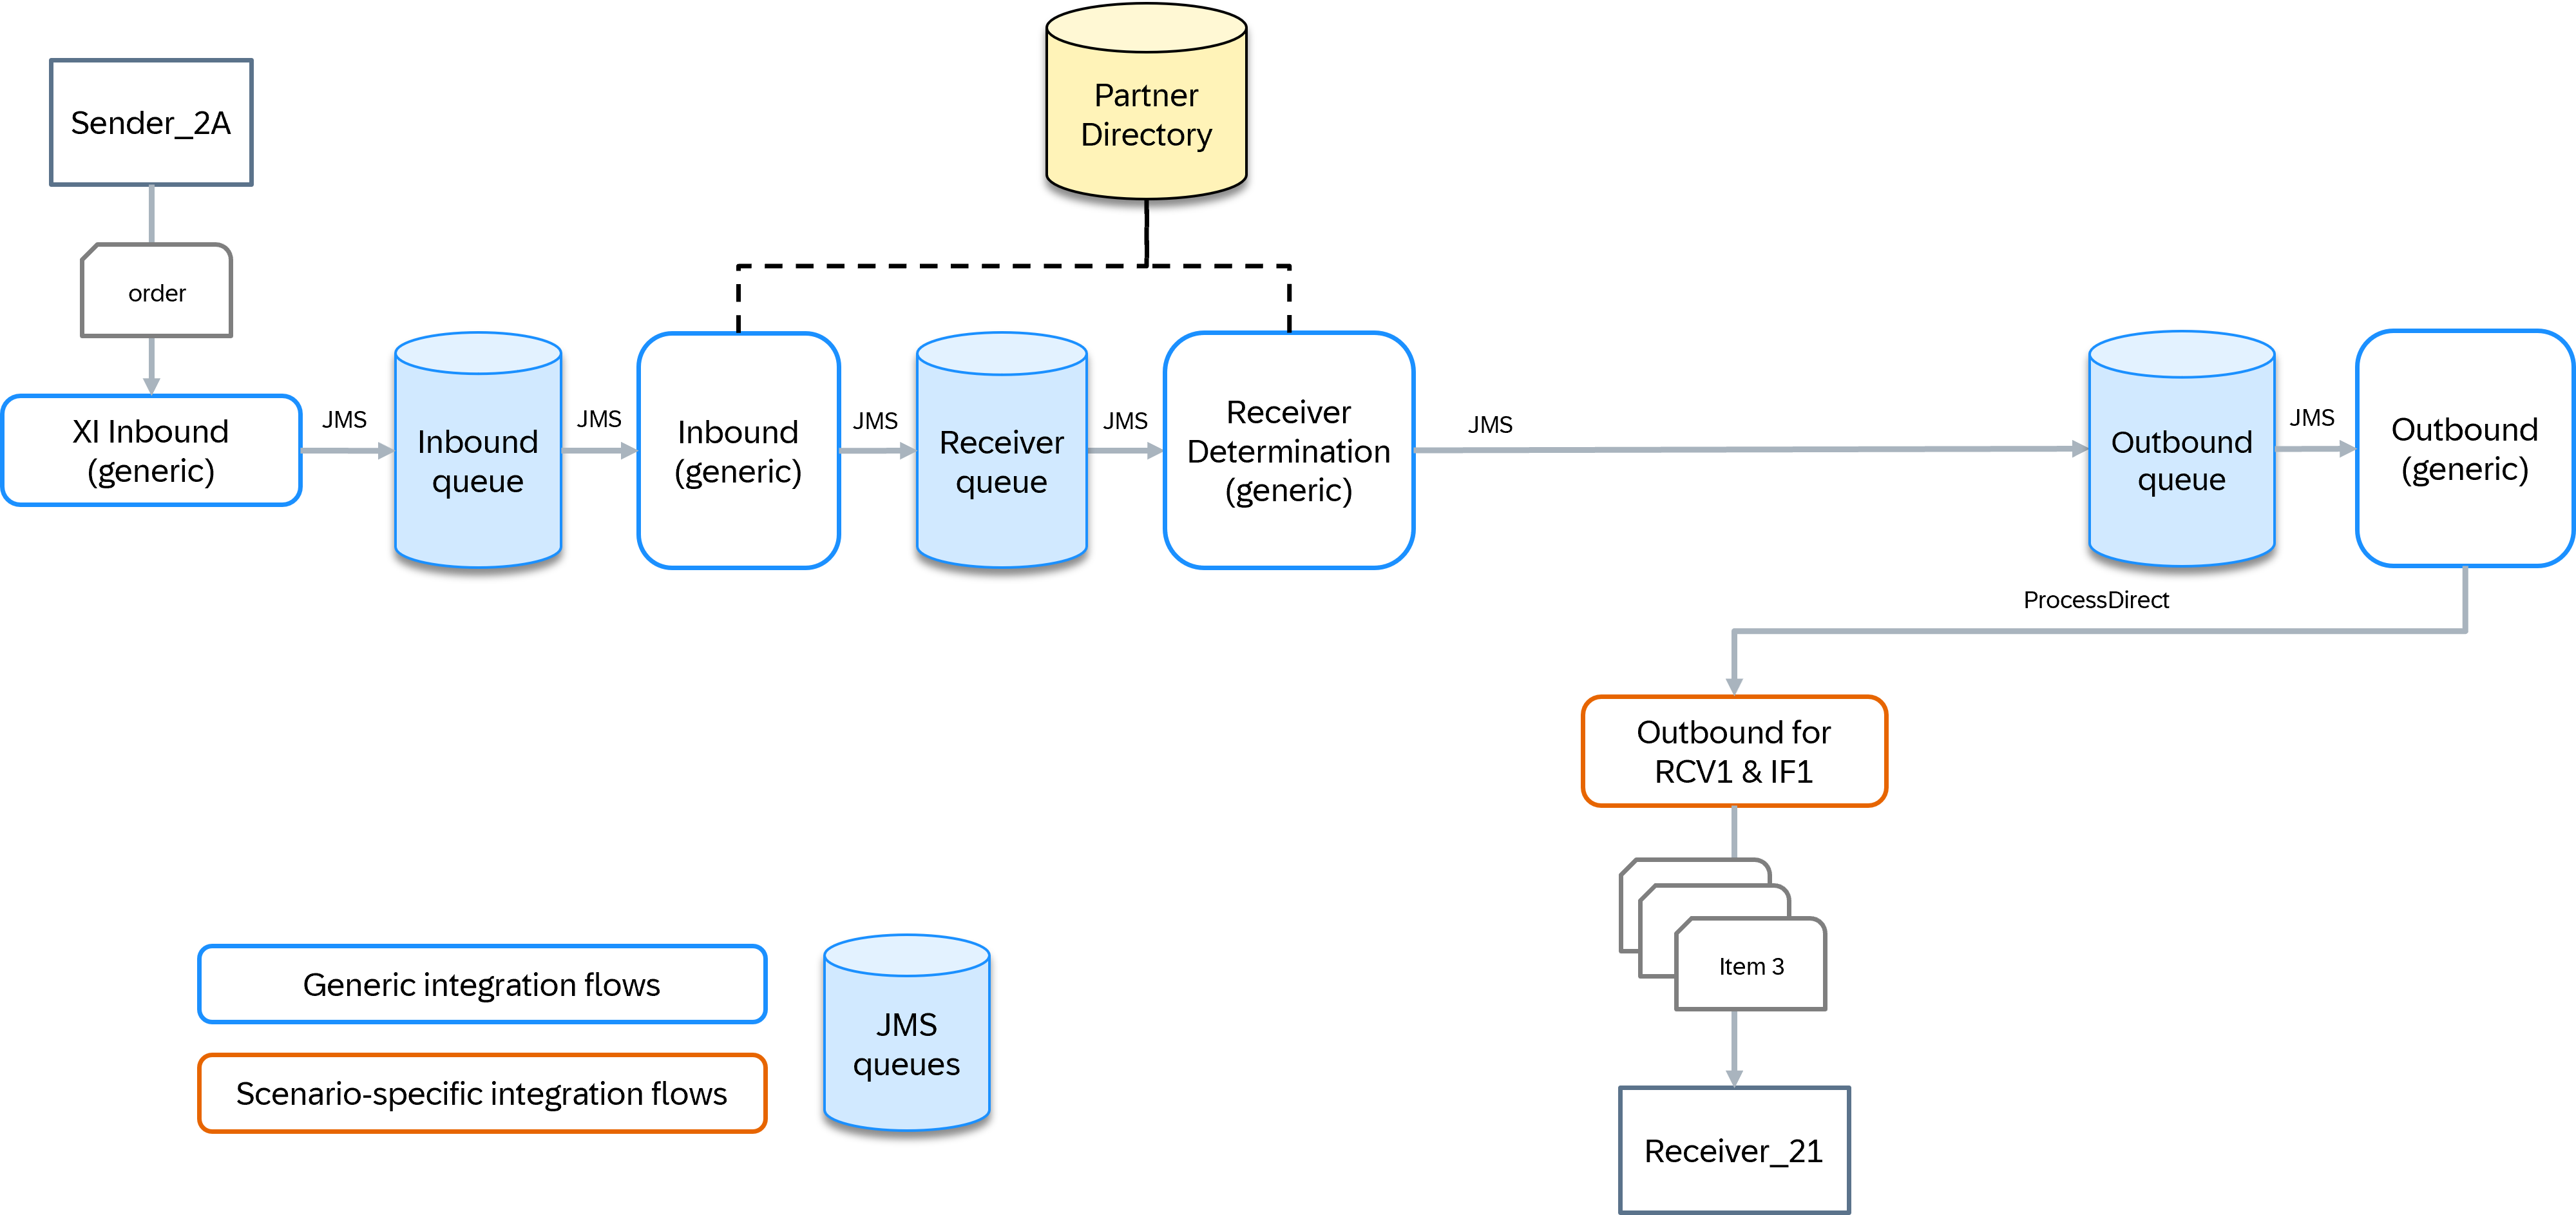 Partner
Directory
Sender_2A
order
XI Inbound
(generic)
JMS
Inbound
queue
JMS
Inbound
(generic)
JMS
Receiver
queue
JMS
Receiver
Determination
(generic)
JMS
Outbound
queue
JMS
Outbound
(generic)
ProcessDirect
Outbound for
RCV1 & IF1
Item 3
Receiver_21
Generic integration flows
Scenario-specific integration flows
JMS
queues